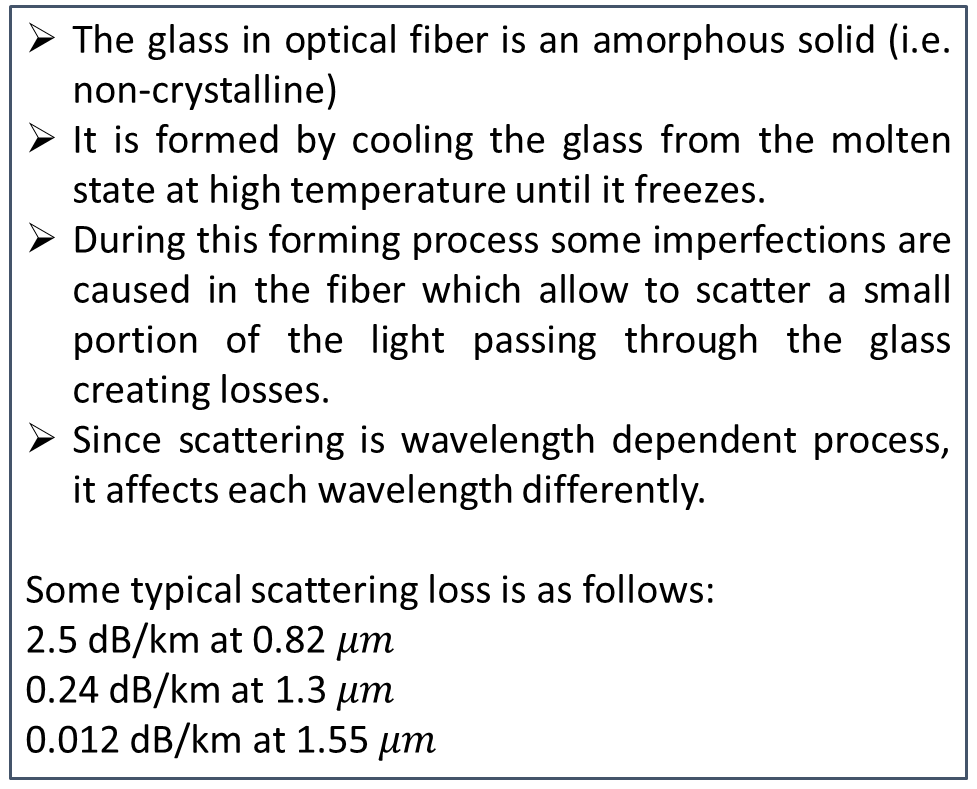 ➢ The glass in optical fiber is an amorphous solid (i.e.
non-crystalline)
➢ It is formed by cooling the glass from the molten
state at high temperature until it freezes.
➢ During this forming process some imperfections are
caused in the fiber which allow to scatter a small
portion of the light passing through the glass
creating losses.
➢ Since scattering is wavelength dependent process,
it affects each wavelength differently.
Some typical scattering loss is as follows:
2.5 dB/km at 0.82 𝜇𝑚
0.24 dB/km at 1.3 𝜇𝑚
0.012 dB/km at 1.55 𝜇𝑚